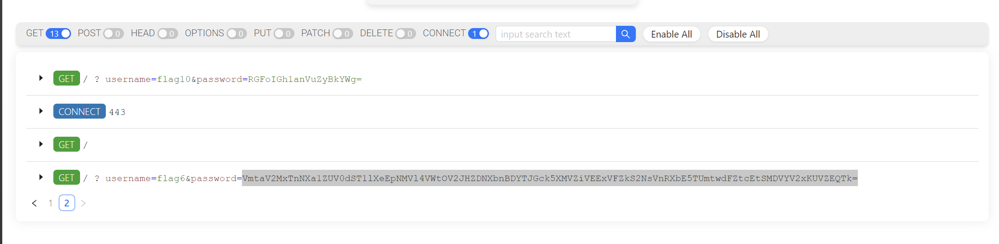 GET 13 POST 0 HEAD 0 OPTIONS 0 PUT 0 PATCH 0 DELETE 0 CONNECT 1 input search text Enable All Disable All
GET / ? username=flag10&password=RGFoIGh1anVuZyBkYWg=
CONNECT 443
GET /
GET / ? username=flag6&password=VmtaV2MxTnNXa1ZUV0dST1lXeEpNMVl4VWtOV2JHZDNXbnBDYTJGck5XMVZiVEExVFZkS2NsVnRXbE5TUmtwdFZtcEtSMDVYV2xKUVZEQTk=
1 2